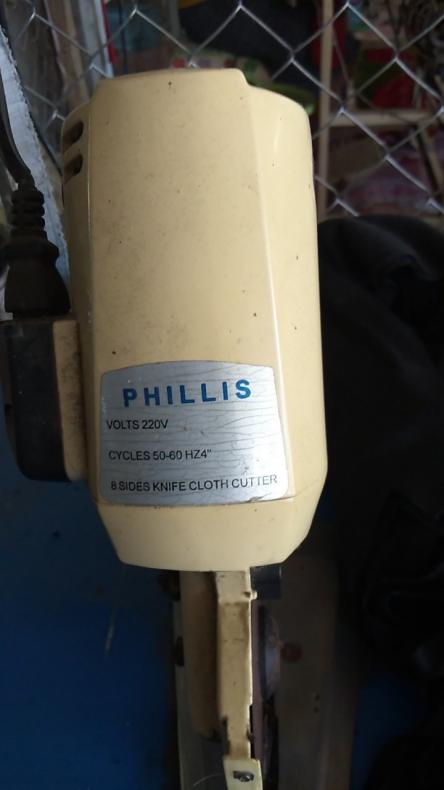 PHILLIS
VOLTS 220V
CYCLES 50-60 HZ4"
8 SIDES KNIFE CLOTH CUTTER